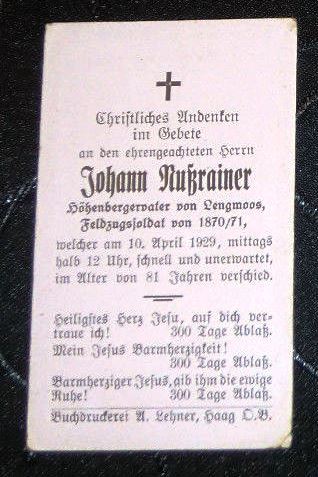 Christliches Andenken
im Gebete
an den ehrengeachteten Herrn
Johann Nußrainer
Höhenbergervater von Lengmoos,
Feldzugsoldat von 1870/71,
welcher am 10. April 1929, mittags
halb 12 Uhr, schnell und unerwartet,
im Alter von 81 Jahren verschied.
Heiligstes Herz Jesu, auf dich ver-
traue ich! 300 Tage Ablaß.
Mein Jesus Barmherzigkeit!
300 Tage Ablaß.
Barmherziger Jesus, gib ihm die ewige
Ruhe! 300 Tage Ablaß.
Buchdruckerei A. Lehner, Haag O.B.